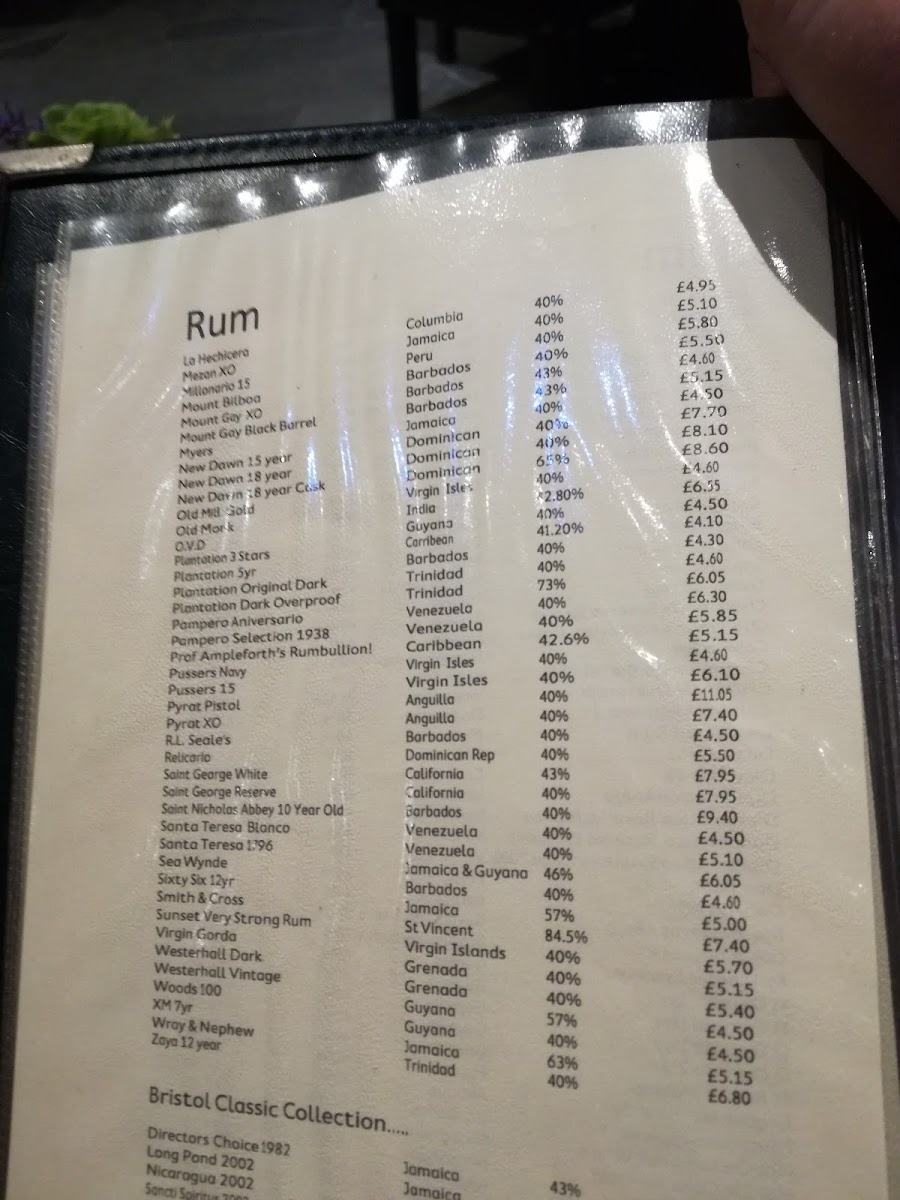 Rum
La Hechicera Columbia 40% £4.95
Mezan XO Jamaica 40% £5.10
Millonario 15 Peru 40% £5.80
Mount Bilboa Barbados 40% £5.50
Mount Gay XO Barbados 43% £4.60
Mount Gay Black Barrel Barbados 43% £5.15
Myers Jamaica 40% £4.50
New Dawn 15 year Dominican 40% £7.70
New Dawn 18 year Dominican 40% £8.10
New Dawn 18 year Cask Dominican 65% £8.60
Old Mill Gold Virgin Isles 40% £4.60
Old Monk India 42.80% £6.55
O.V.D Guyana 40% £4.50
Plantation 3 Stars Carribean 41.20% £4.10
Plantation 5yr Barbados 40% £4.30
Plantation Original Dark Trinidad 40% £4.60
Plantation Dark Overproof Trinidad 73% £6.05
Pampero Aniversario Venezuela 40% £6.30
Pampero Selection 1938 Venezuela 40% £5.85
Prof Ampleforth's Rumbullion! Caribbean 42.6% £5.15
Pussers Navy Virgin Isles 40% £4.60
Pussers 15 Virgin Isles 40% £6.10
Pyrat Pistol Anguilla 40% £11.05
Pyrat XO Anguilla 40% £7.40
R.L. Seale's Barbados 40% £4.50
Relicario Dominican Rep 40% £5.50
Saint George White California 43% £7.95
Saint George Reserve California 40% £7.95
Saint Nicholas Abbey 10 Year Old Barbados 40% £9.40
Santa Teresa Blanco Venezuela 40% £4.50
Santa Teresa 1796 Venezuela 40% £5.10
Sea Wynde Jamaica & Guyana 46% £6.05
Sixty Six 12yr Barbados 40% £4.60
Smith & Cross Jamaica 57% £5.00
Sunset Very Strong Rum St Vincent 84.5% £7.40
Virgin Gorda Virgin Islands 40% £5.70
Westerhall Dark Grenada 40% £5.15
Westerhall Vintage Grenada 40% £5.40
Woods 100 Guyana 57% £4.50
XM 7yr Guyana 40% £4.50
Wray & Nephew Jamaica 63% £5.15
Zaya 12 year Trinidad 40% £6.80
Bristol Classic Collection.....
Directors Choice 1982 Jamaica 43%
Long Pond 2002 Jamaica
Nicaragua 2002
Sancti Spiritus